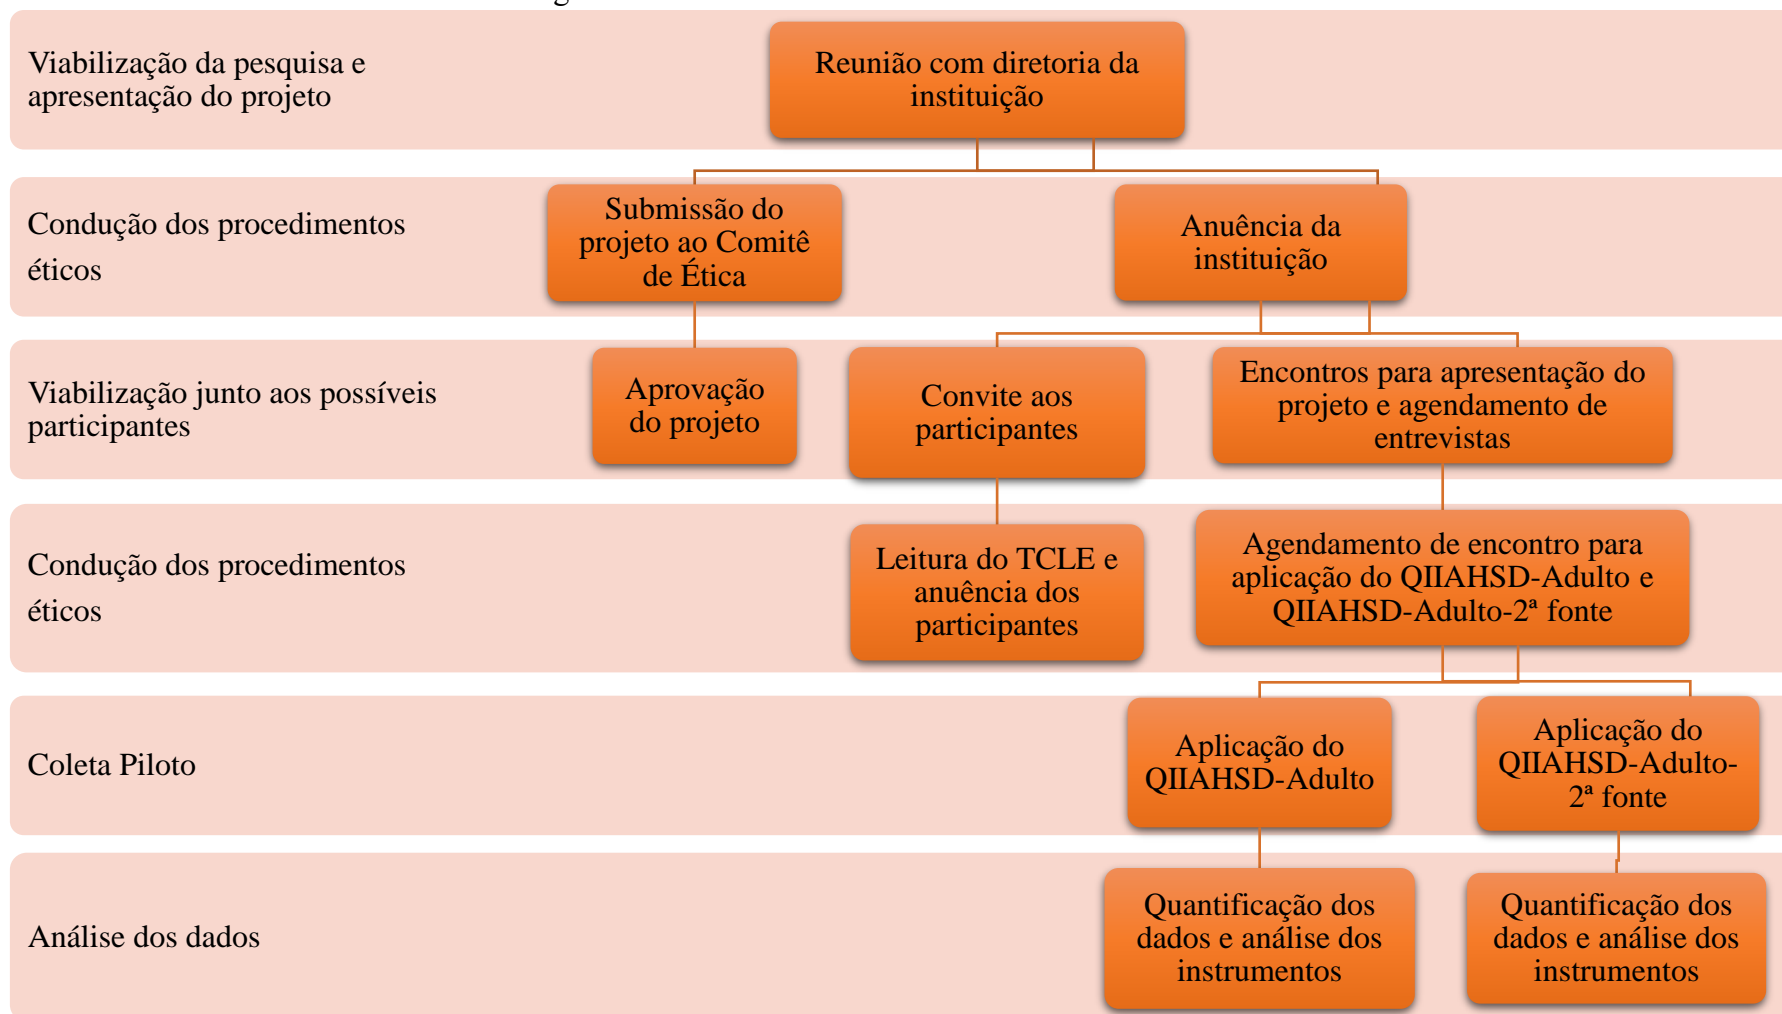 Viabilização da pesquisa e
apresentação do projeto
Reunião com diretoria da
instituição
Condução dos procedimentos
éticos
Submissão do
projeto ao Comitê
de Ética
Anuência da
instituição
Viabilização junto aos possíveis
participantes
Aprovação
do projeto
Convite aos
participantes
Encontros para apresentação do
projeto e agendamento de
entrevistas
Condução dos procedimentos
éticos
Leitura do TCLE e
anuência dos
participantes
Agendamento de encontro para
aplicação do QIIAHSD-Adulto e
QIIAHSD-Adulto-2ª fonte
Coleta Piloto
Aplicação do
QIIAHSD-Adulto
Aplicação do
QIIAHSD-Adulto-
2ª fonte
Análise dos dados
Quantificação dos
dados e análise dos
instrumentos
Quantificação dos
dados e análise dos
instrumentos